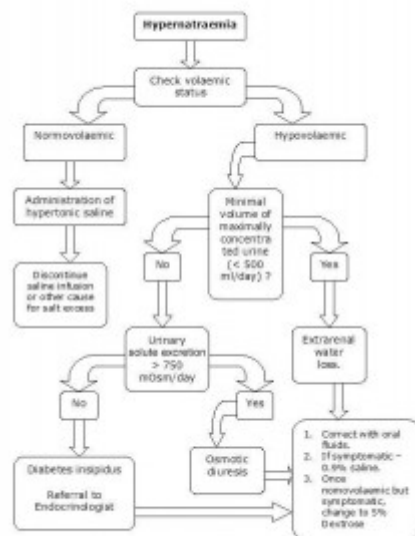 Hypernatraemia
Check volaemic
status
Normovolaemic
Hypovolaemic
Administration of
hypertonic saline
Minimal
volume of
maximally
concentra
ted urine
(< 500
ml/day) ?
Discontinue
saline infusion
or other cause
for salt excess
No
Yes
Urinary
solute excretion
> 750
mOsm/day
Extrarenal
water
loss.
No
Yes
Diabetes insipidus
Referral to
Endocrinologist
Osmotic
diuresis
1. Correct with oral
fluids.
2. If symptomatic –
0.9% saline.
3. Once
nomovolaemic but
symptomatic,
change to 5%
Dextrose